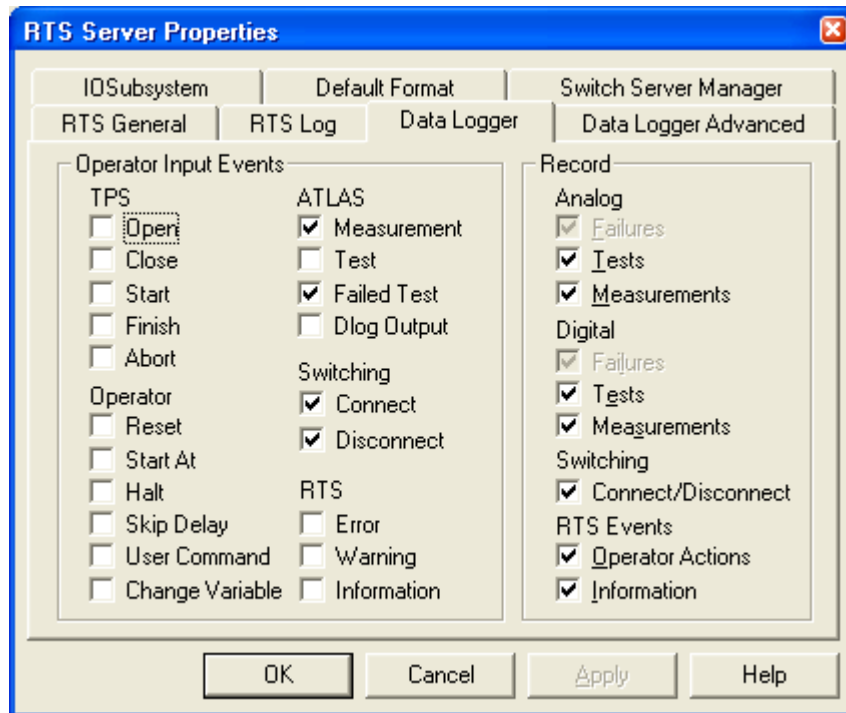 RTS Server Properties
IOSubsystem Default Format Switch Server Manager
RTS General RTS Log Data Logger Data Logger Advanced
Operator Input Events
TPS
Open
Close
Start
Finish
Abort
Operator
Reset
Start At
Halt
Skip Delay
User Command
Change Variable
ATLAS
Measurement
Test
Failed Test
Dlog Output
Switching
Connect
Disconnect
RTS
Error
Warning
Information
Record
Analog
Failures
Tests
Measurements
Digital
Failures
Tests
Measurements
Switching
Connect/Disconnect
RTS Events
Operator Actions
Information
OK Cancel Apply Help